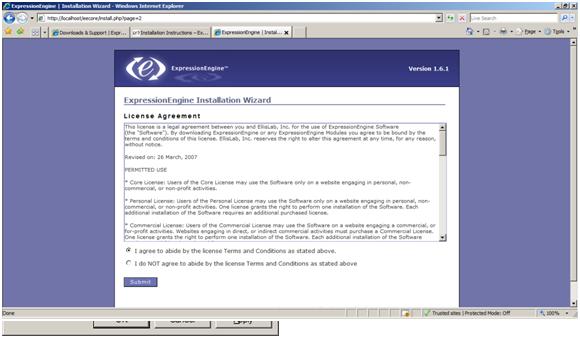 ExpressionEngine | Installation Wizard - Windows Internet Explorer
http://localhost/eecore/install.php?page=2
Live Search
Downloads & Support | Expr...
Installation Instructions – Ex...
ExpressionEngine | Instal...
Page
Tools
ExpressionEngine™
Version 1.6.1
ExpressionEngine Installation Wizard
License Agreement
This license is a legal agreement between you and EllisLab, Inc. for the use of ExpressionEngine Software
(the "Software"). By downloading ExpressionEngine or any ExpressionEngine Modules you agree to be bound by the
terms and conditions of this license. EllisLab, Inc. reserves the right to alter this agreement at any time, for any reason,
without notice.
Revised on: 26 March, 2007
PERMITTED USE
* Core License: Users of the Core License may use the Software only on a website engaging in personal, non-
commercial, or non-profit activities.
* Personal License: Users of the Personal License may use the Software only on a website engaging in personal, non-
commercial, or non-profit activities. One license grants the right to perform one installation of the Software. Each
additional installation of the Software requires an additional purchased license.
* Commercial License: Users of the Commercial License may use the Software on a website engaging a commercial, or
for-profit activities. Websites engaging in direct, or indirect commercial activities must purchase a Commercial License.
One license grants the right to perform one installation of the Software. Each additional installation of the Software
I agree to abide by the license Terms and Conditions as stated above.
I do NOT agree to abide by the license Terms and Conditions as stated above
Submit
Done
Trusted sites | Protected Mode: Off
100%
OK Cancel Apply